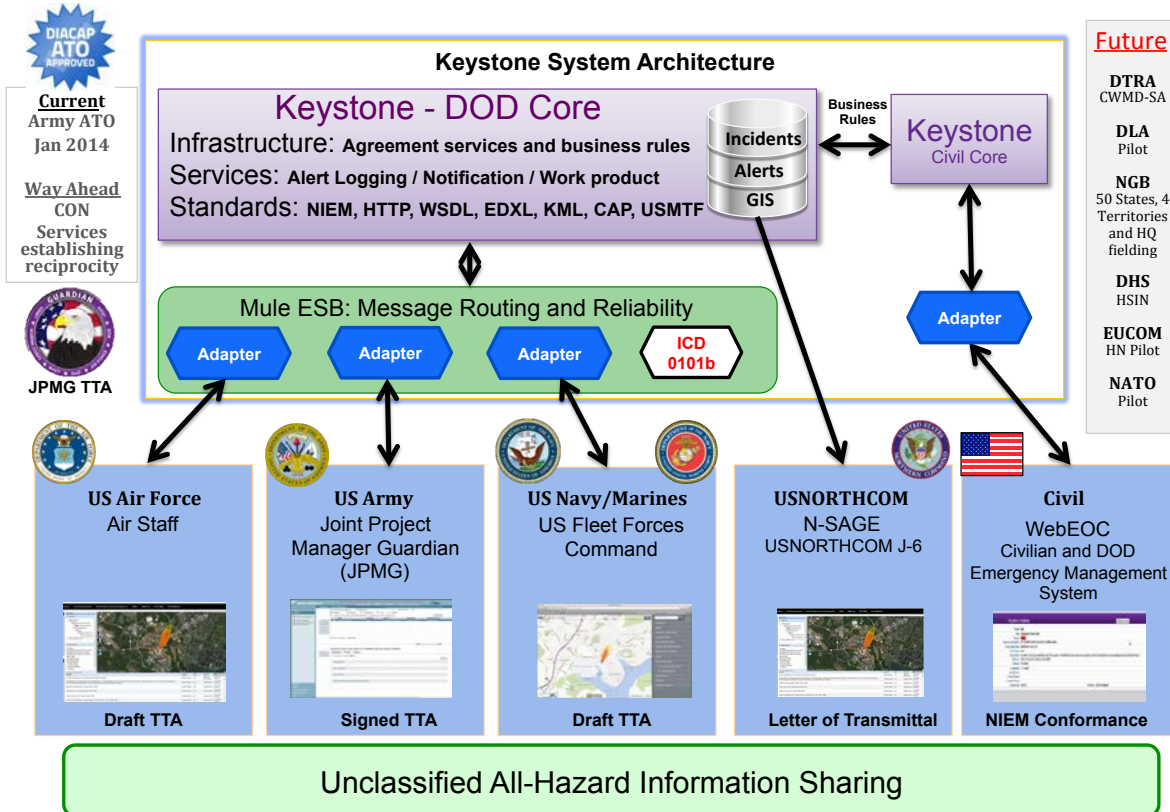 DIACAP
ATO
APPROVED
Current
Army ATO
Jan 2014
Way Ahead
CON
Services
establishing
reciprocity
GUARDIAN
JPMG TTA
Keystone System Architecture
Keystone - DOD Core
Infrastructure: Agreement services and business rules
Services: Alert Logging / Notification / Work product
Standards: NIEM, HTTP, WSDL, EDXL, KML, CAP, USMTF
Incidents
Alerts
GIS
Business
Rules
Keystone
Civil Core
Mule ESB: Message Routing and Reliability
Adapter
Adapter
Adapter
ICD
0101b
Adapter
Future
DTRA
CWMD-SA
DLA
Pilot
NGB
50 States, 4
Territories
and HQ
fielding
DHS
HSIN
EUCOM
HN Pilot
NATO
Pilot
US Air Force
Air Staff
Draft TTA
US Army
Joint Project
Manager Guardian
(JPMG)
Signed TTA
US Navy/Marines
US Fleet Forces
Command
Draft TTA
USNORTHCOM
N-SAGE
USNORTHCOM J-6
Letter of Transmittal
Civil
WebEOC
Civilian and DOD
Emergency Management
System
NIEM Conformance
Unclassified All-Hazard Information Sharing